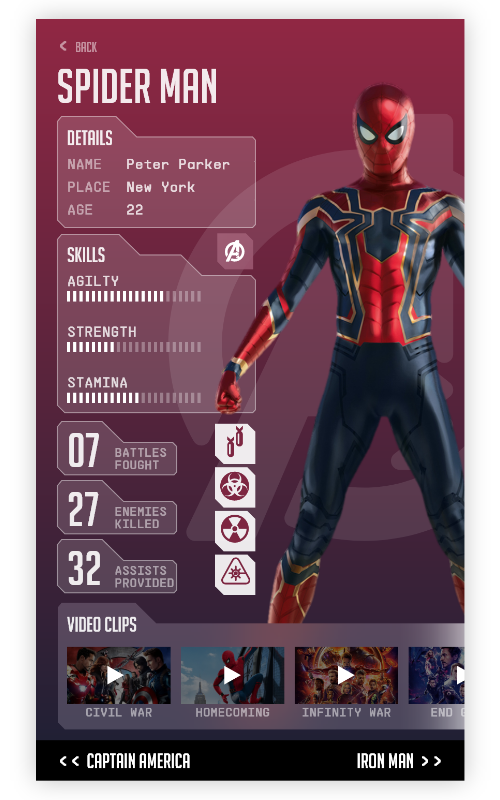 BACK
SPIDER MAN
DETAILS
NAME Peter Parker
PLACE New York
AGE 22
SKILLS
AGILTY
STRENGTH
STAMINA
07 BATTLES
FOUGHT
27 ENEMIES
KILLED
32 ASSISTS
PROVIDED
VIDEO CLIPS
CIVIL WAR HOMECOMING INFINITY WAR END
<< CAPTAIN AMERICA IRON MAN >>